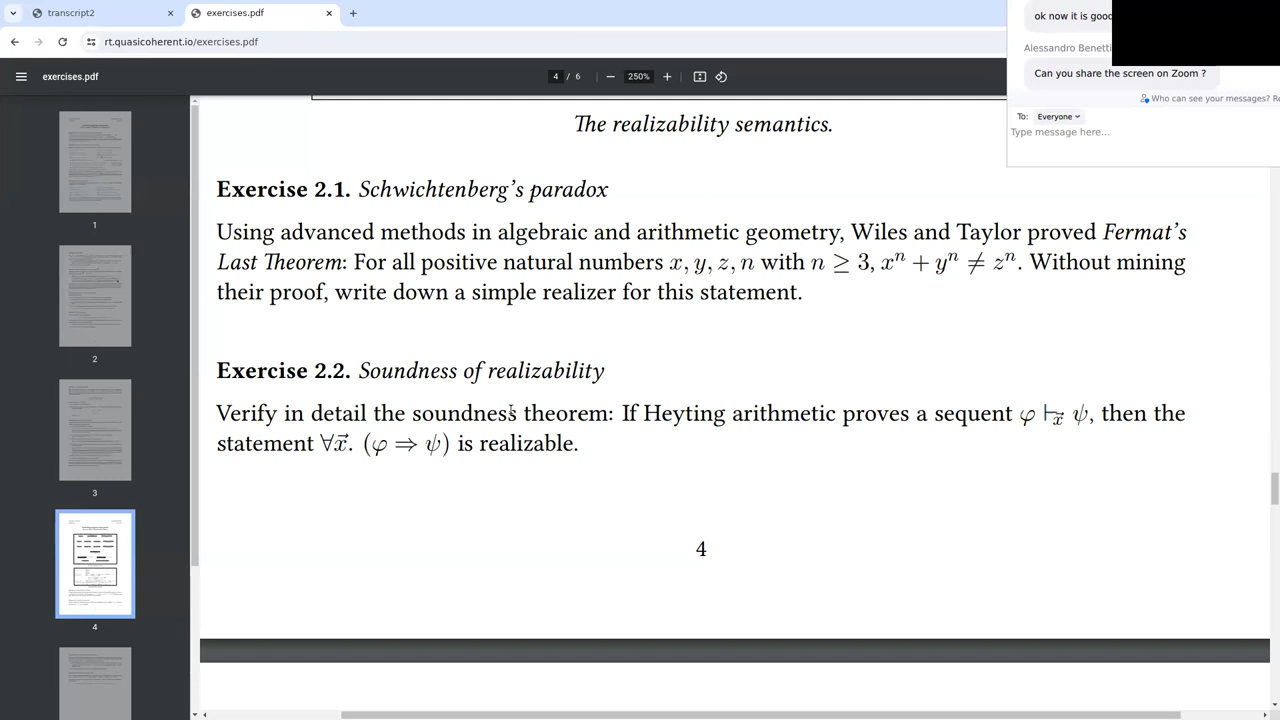 transcript2
exercises.pdf
rt.quasicoherent.io/exercises.pdf
exercises.pdf
4 / 6
250%
ok now it is good
Alessandro Benetti
Can you share the screen on Zoom ?
Who can see your messages?
To: Everyone
Type message here...
1
2
3
4
The realizability semantics.
Exercise 2.1. Schwichtenberg's paradox
Using advanced methods in algebraic and arithmetic geometry, Wiles and Taylor proved Fermat's
Last Theorem: For all positive natural numbers x, y, z, n with n ≥ 3, xⁿ + yⁿ ≠ zⁿ. Without mining
their proof, write down a simple realizer for this statement.
Exercise 2.2. Soundness of realizability
Verify in detail the soundness theorem: If Heyting arithmetic proves a sequent φ ⊢_x⃗ ψ, then the
statement ∀x⃗. (φ ⇒ ψ) is realizable.
4